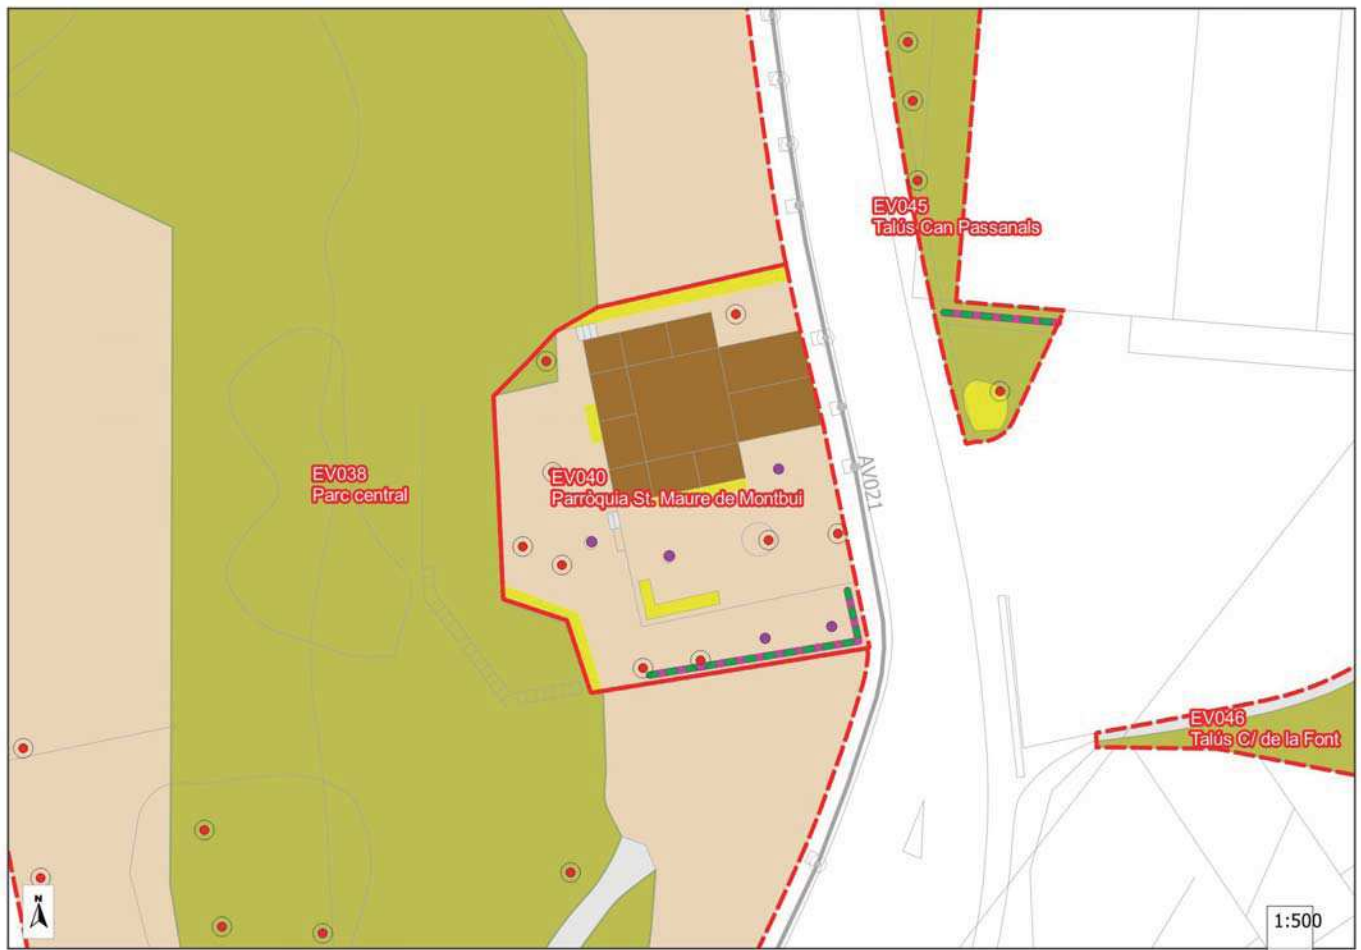 EV045
Talús Can Passanals
EV038
Parc central
EV040
Parròquia St. Maure de Montbui
AV021
EV046
Talús C/ de la Font
N
1:500